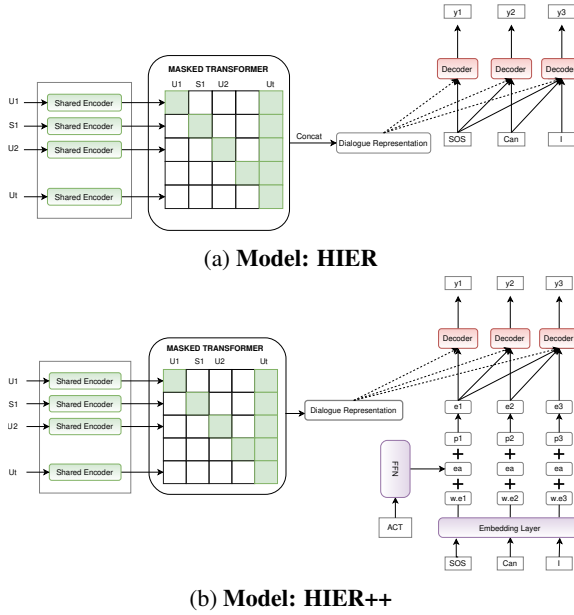 y1 y2 y3
MASKED TRANSFORMER
U1 S1 U2 Ut
Decoder Decoder Decoder
U1 Shared Encoder
S1 Shared Encoder
U2 Shared Encoder
Concat
Dialogue Representation
SOS Can I
Ut Shared Encoder
(a) Model: HIER
y1 y2 y3
MASKED TRANSFORMER
U1 S1 U2 Ut
Decoder Decoder Decoder
U1 Shared Encoder
S1 Shared Encoder
U2 Shared Encoder
Dialogue Representation
e1 e2 e3
p1 p2 p3
+ + +
FFN
ea ea ea
+ + +
w.e1 w.e2 w.e3
Ut Shared Encoder
ACT
Embedding Layer
SOS Can I
(b) Model: HIER++